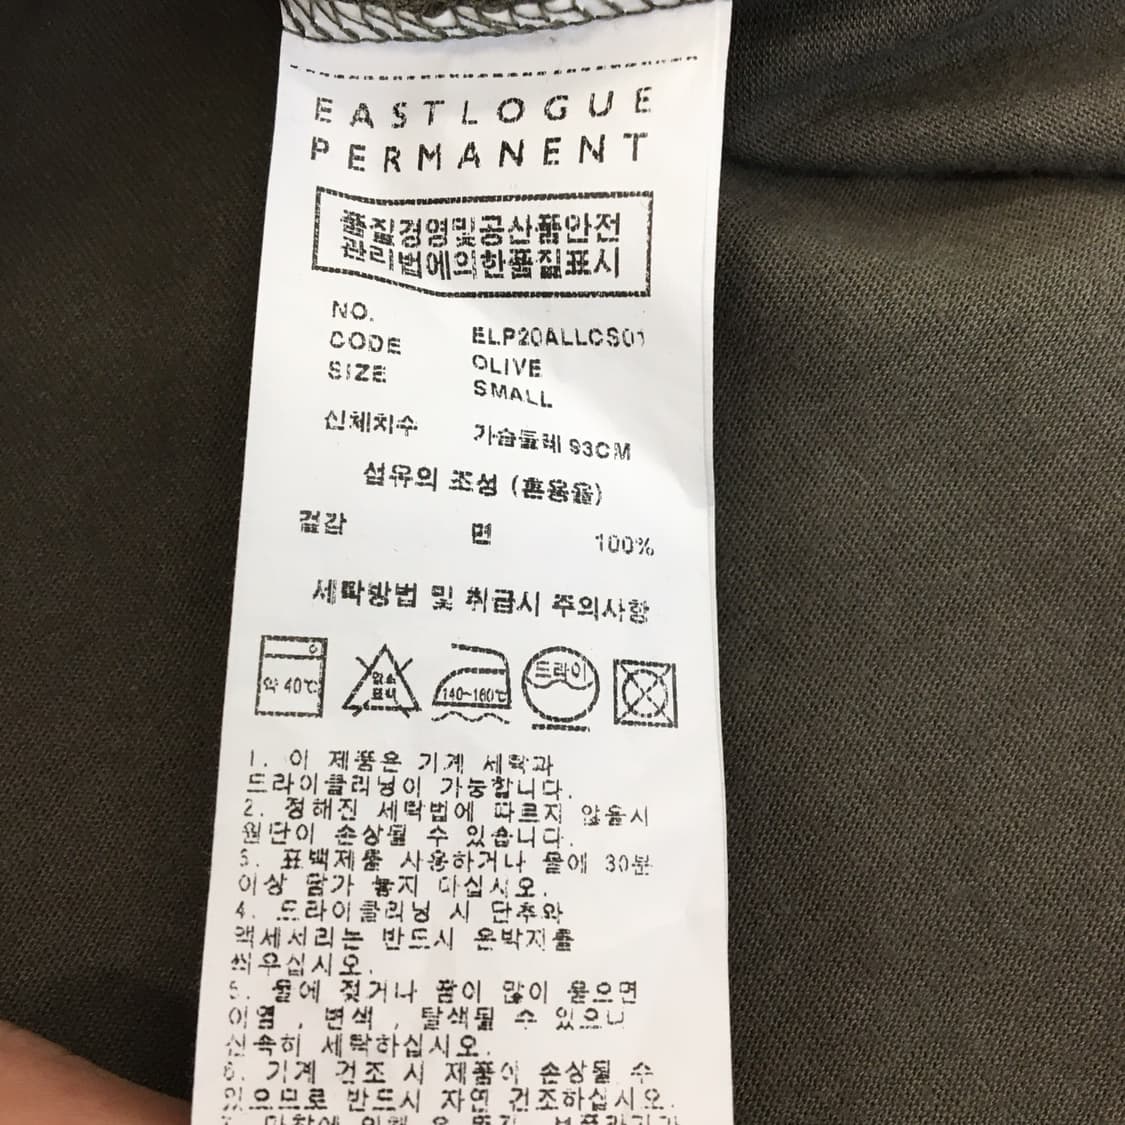 EASTLOGUE
PERMANENT
품질경영및공산품안전
관리법에의한품질표시
NO.
CODE ELP20ALLCS01
SIZE OLIVE
SMALL
신체치수 가슴둘레 93CM
섬유의 조성 (혼용율)
겉감 면 100%
세탁방법 및 취급시 주의사항
약 40℃
염소
표백
140~160℃
드라이
1. 이 제품은 기계 세탁과
드라이클리닝이 가능합니다.
2. 정해진 세탁법에 따르지 않을시
원단이 손상될 수 있습니다.
3. 표백제를 사용하거나 물에 30분
이상 담가 놓지 마십시오.
4. 드라이클리닝 시 단추와
액세서리는 반드시 은박지를
씌우십시오.
5. 물에 젖거나 땀이 많이 묻으면
이염, 변색, 탈색될 수 있으니
신속히 세탁하십시오.
6. 기계 건조 시 제품이 손상될 수
있으므로 반드시 자연 건조하십시오.